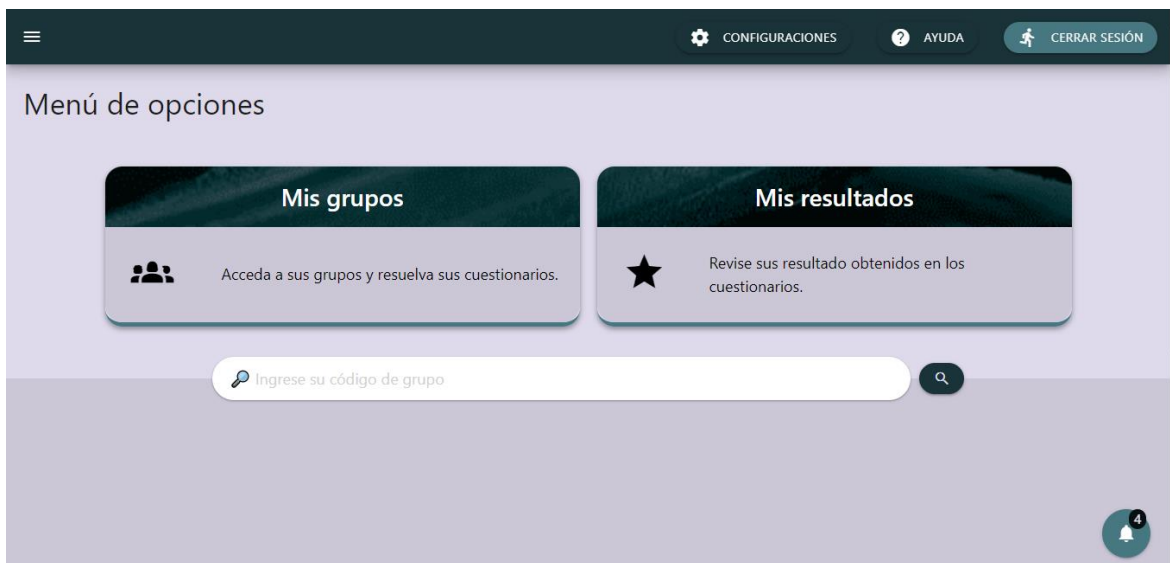 CONFIGURACIONES
AYUDA
CERRAR SESIÓN
Menú de opciones
Mis grupos
Acceda a sus grupos y resuelva sus cuestionarios.
Mis resultados
Revise sus resultado obtenidos en los
cuestionarios.
Ingrese su código de grupo
4